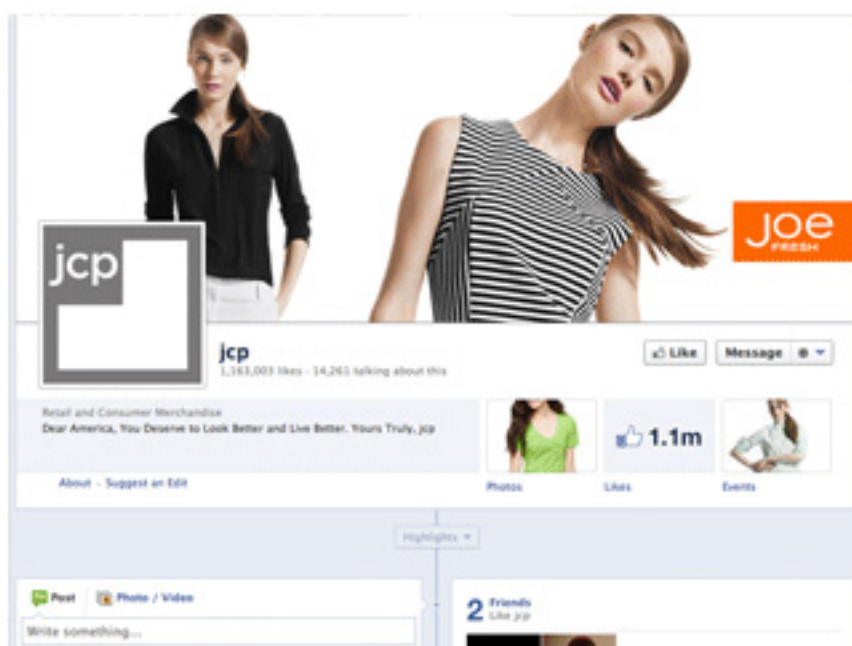 JOE
FRESH
jcp
jcp
Like
Message
1,163,003 likes · 14,261 talking about this
Retail and Consumer Merchandise
Dear America, You Deserve to Look Better and Live Better. Yours Truly, jcp
1.1m
About - Suggest an Edit
Photos
Likes
Events
Highlights
Post
Photo / Video
Write something...
2
Friends
Like jcp